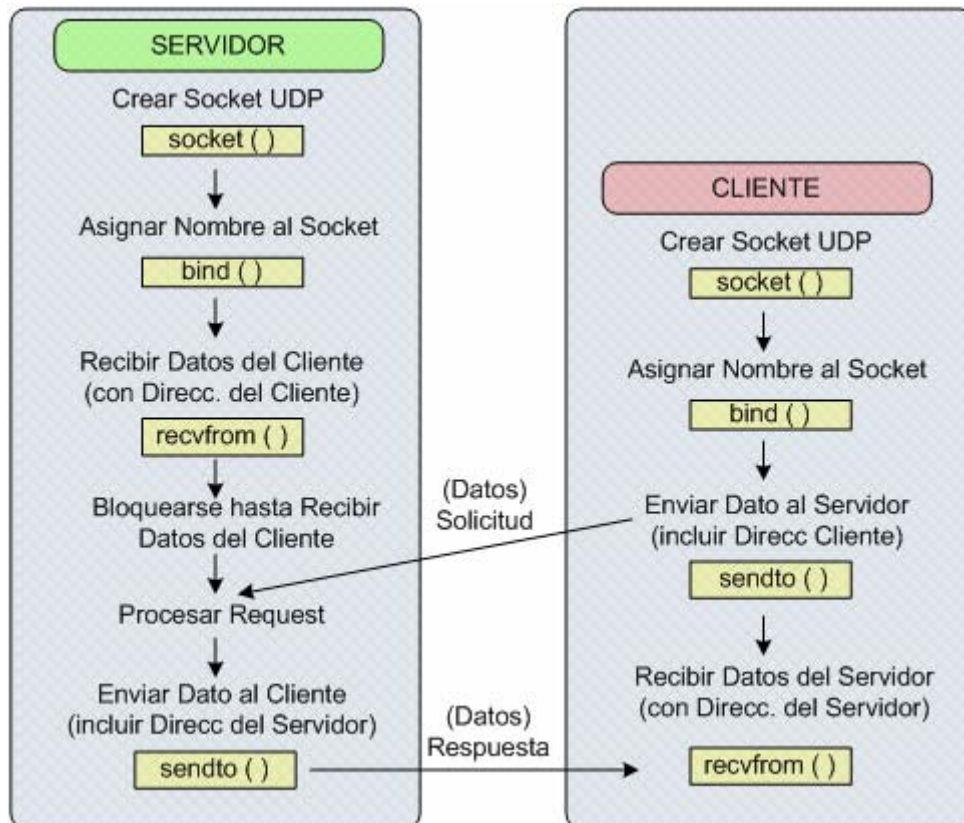 SERVIDOR
Crear Socket UDP
socket ( )
Asignar Nombre al Socket
bind ( )
Recibir Datos del Cliente
(con Direcc. del Cliente)
recvfrom ( )
Bloquearse hasta Recibir
Datos del Cliente
Procesar Request
Enviar Dato al Cliente
(incluir Direcc del Servidor)
sendto ( )
(Datos)
Solicitud
(Datos)
Respuesta
CLIENTE
Crear Socket UDP
socket ( )
Asignar Nombre al Socket
bind ( )
Enviar Dato al Servidor
(incluir Direcc Cliente)
sendto ( )
Recibir Datos del Servidor
(con Direcc. del Servidor)
recvfrom ( )